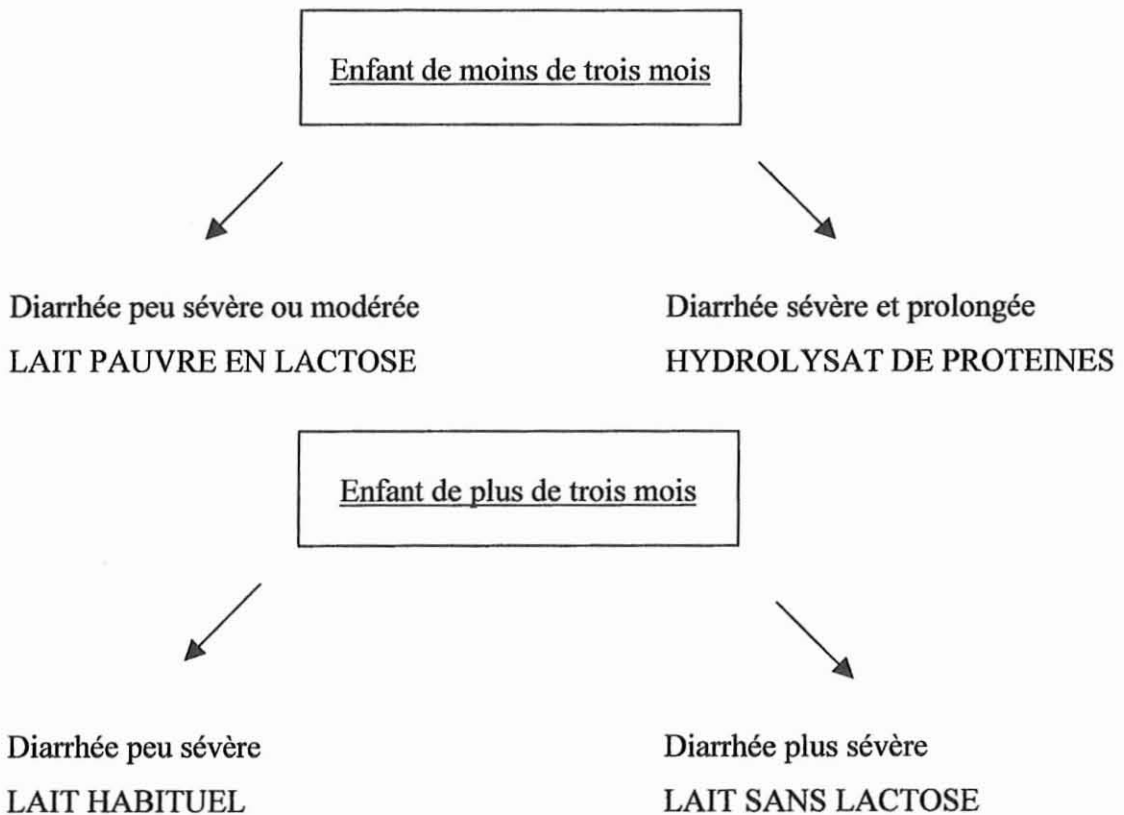 Enfant de moins de trois mois
Diarrhée peu sévère ou modérée
LAIT PAUVRE EN LACTOSE
Diarrhée sévère et prolongée
HYDROLYSAT DE PROTEINES
Enfant de plus de trois mois
Diarrhée peu sévère
LAIT HABITUEL
Diarrhée plus sévère
LAIT SANS LACTOSE